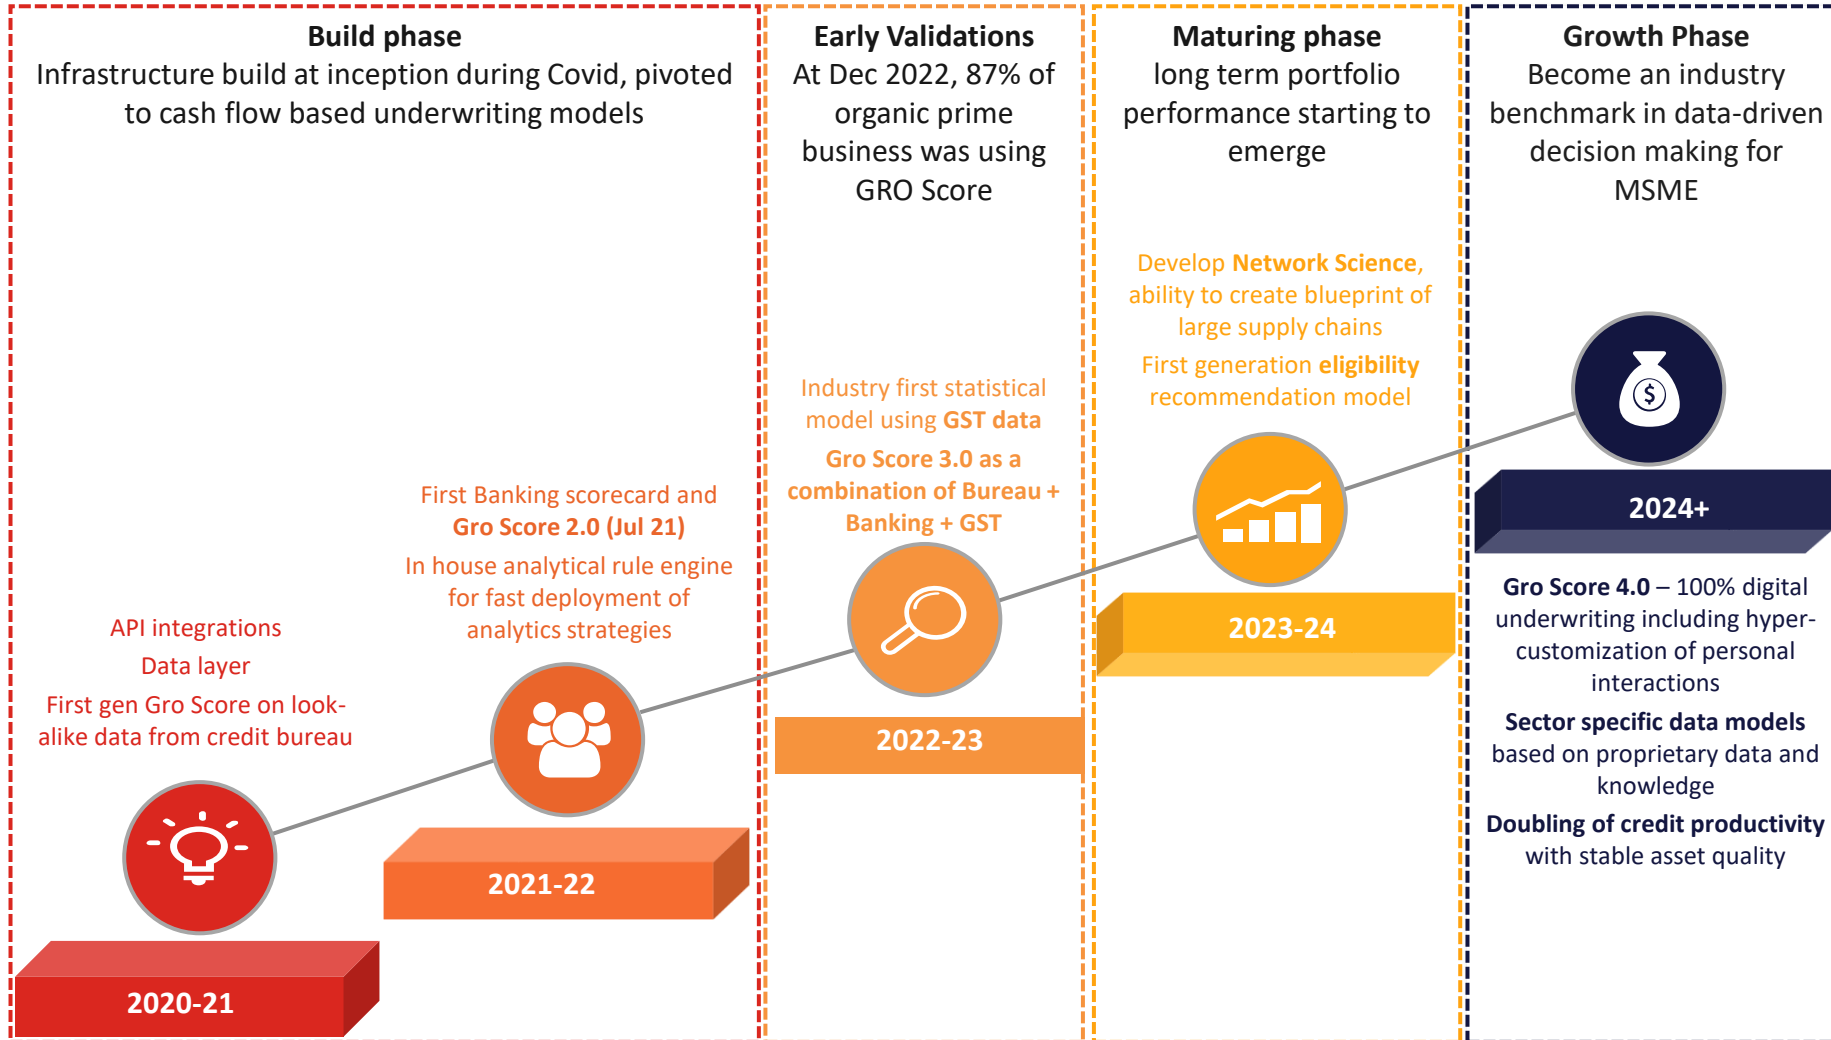 Build phase
Infrastructure build at inception during Covid, pivoted
to cash flow based underwriting models
API integrations
Data layer
First gen Gro Score on look-
alike data from credit bureau
2020-21
First Banking scorecard and
Gro Score 2.0 (Jul 21)
In house analytical rule engine
for fast deployment of
analytics strategies
2021-22
Early Validations
At Dec 2022, 87% of
organic prime
business was using
GRO Score
Industry first statistical
model using GST data
Gro Score 3.0 as a
combination of Bureau +
Banking + GST
2022-23
Maturing phase
long term portfolio
performance starting to
emerge
Develop Network Science,
ability to create blueprint of
large supply chains
First generation eligibility
recommendation model
2023-24
Growth Phase
Become an industry
benchmark in data-driven
decision making for
MSME
$
2024+
Gro Score 4.0 – 100% digital
underwriting including hyper-
customization of personal
interactions
Sector specific data models
based on proprietary data and
knowledge
Doubling of credit productivity
with stable asset quality